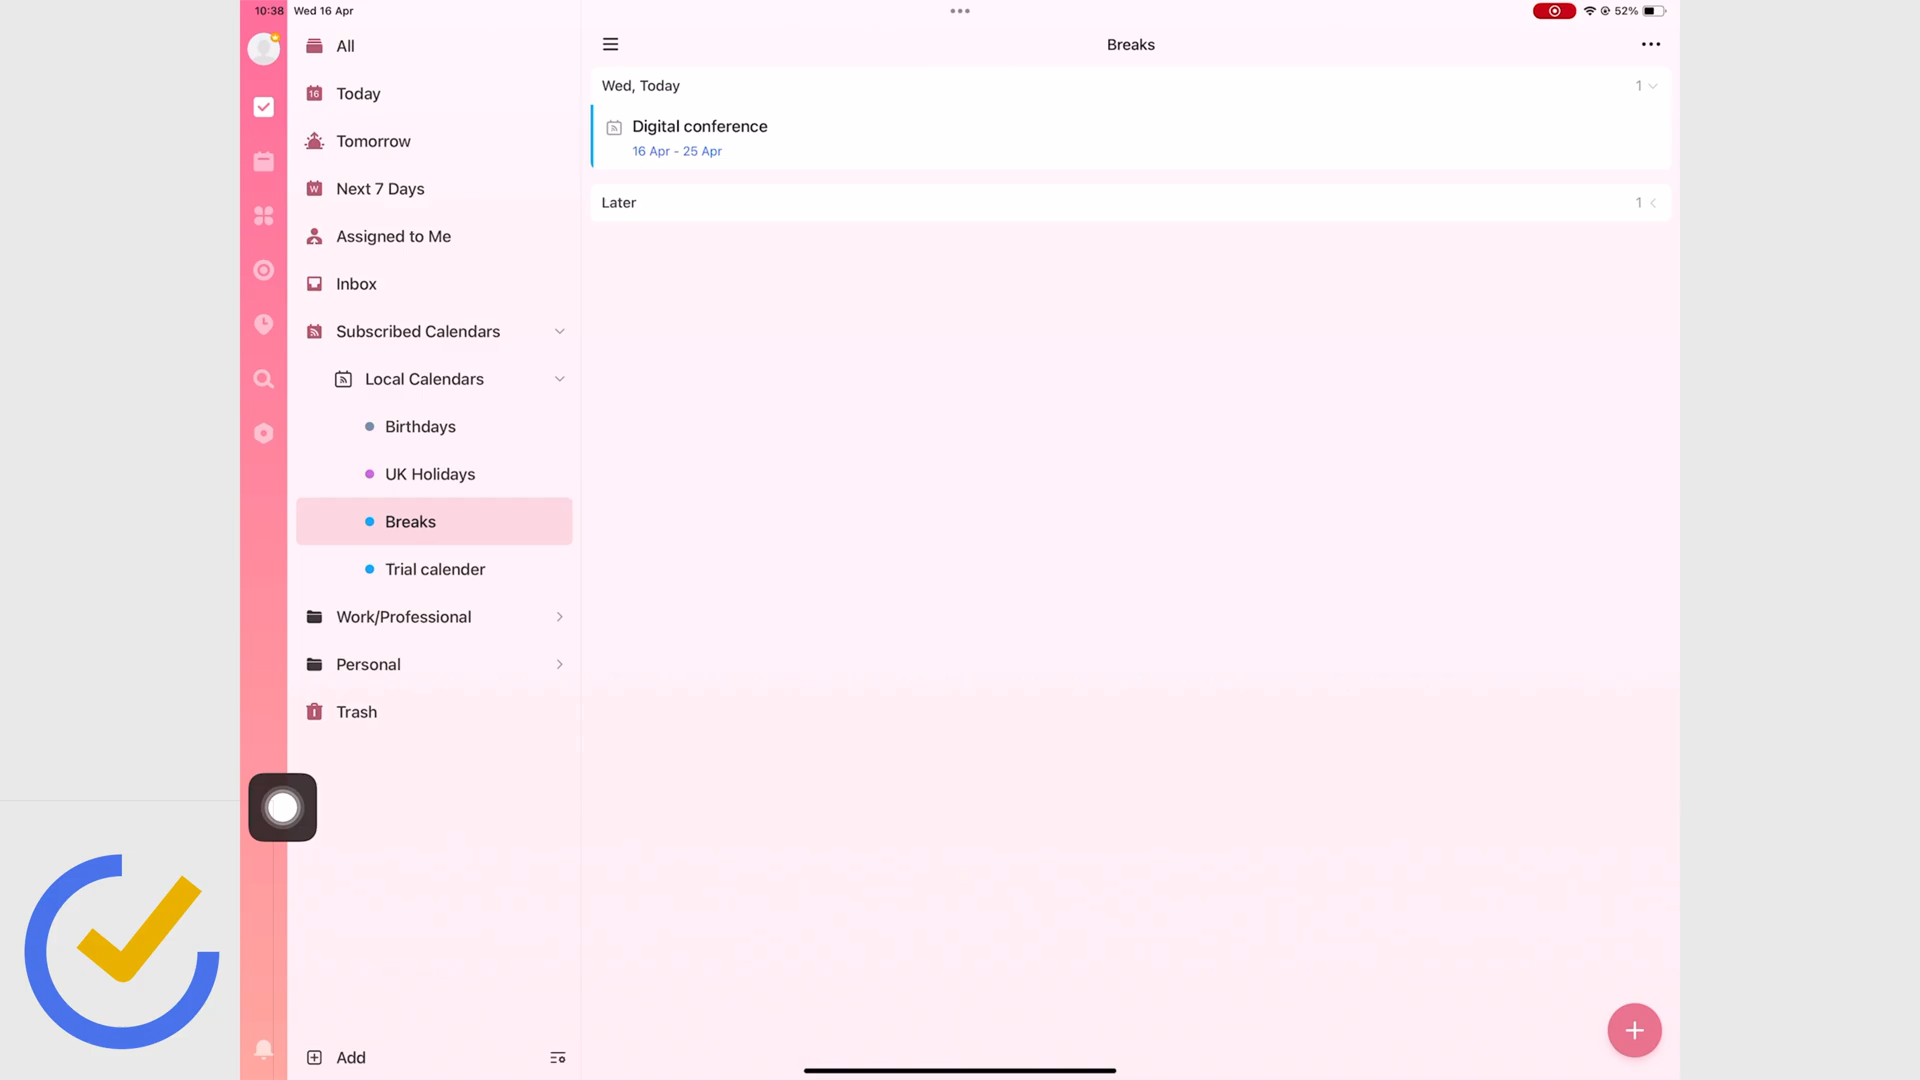 10:38 Wed 16 Apr
52%
All
16 Today
Tomorrow
W Next 7 Days
Assigned to Me
Inbox
Subscribed Calendars
Local Calendars
Birthdays
UK Holidays
Breaks
Trial calender
Work/Professional
Personal
Trash
Add
Breaks
Wed, Today 1
Digital conference
16 Apr - 25 Apr
Later 1